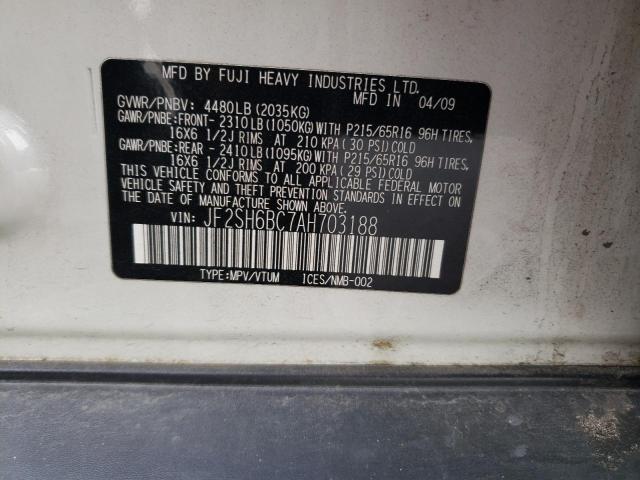 MFD BY FUJI HEAVY INDUSTRIES LTD.
MFD IN 04/09
GVWR/PNBV: 4480LB(2035KG)
GAWR/PNBE:FRONT- 2310LB(1050KG)WITH P215/65R16 96H TIRES,
16X6 1/2J RIMS AT 210 KPA(30 PSI)COLD
GAWR/PNBE:REAR - 2410LB(1095KG)WITH P215/65R16 96H TIRES,
16X6 1/2J RIMS AT 200 KPA(29 PSI)COLD
THIS VEHICLE CONFORMS TO ALL APPLICABLE FEDERAL MOTOR
VEHICLE SAFETY AND THEFT PREVENTION STANDARDS IN EFFECT ON
THE DATE OF MANUFACTURE SHOWN ABOVE.
VIN: JF2SH6BC7AH703188
TYPE:MPV/VTUM ICES/NMB-002